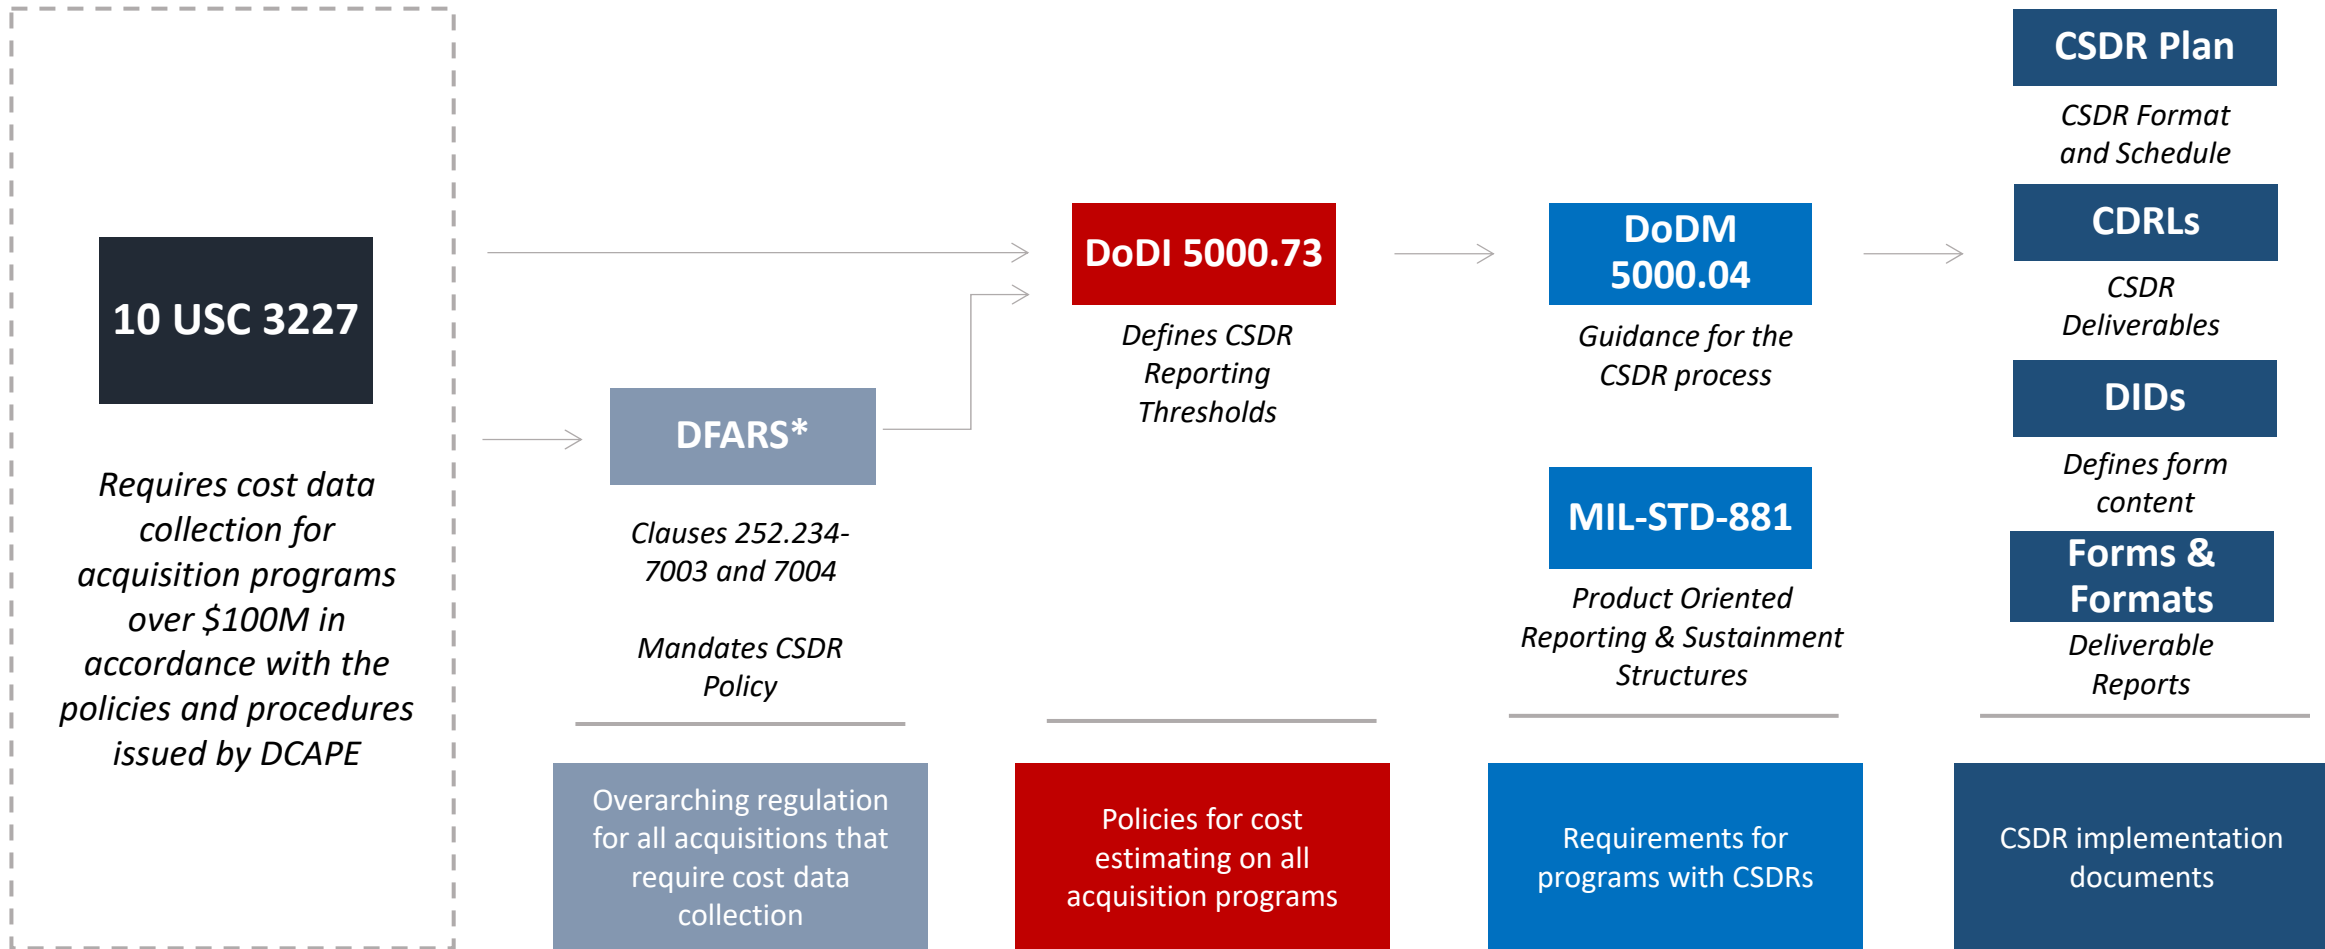 10 USC 3227
Requires cost data
collection for
acquisition programs
over $100M in
accordance with the
policies and procedures
issued by DCAPE
DFARS*
Clauses 252.234-
7003 and 7004
Mandates CSDR
Policy
Overarching regulation
for all acquisitions that
require cost data
collection
DoDI 5000.73
Defines CSDR
Reporting
Thresholds
Policies for cost
estimating on all
acquisition programs
DoDM
5000.04
Guidance for the
CSDR process
MIL-STD-881
Product Oriented
Reporting & Sustainment
Structures
Requirements for
programs with CSDRs
CSDR Plan
CSDR Format
and Schedule
CDRLs
CSDR
Deliverables
DIDs
Defines form
content
Forms &
Formats
Deliverable
Reports
CSDR implementation
documents